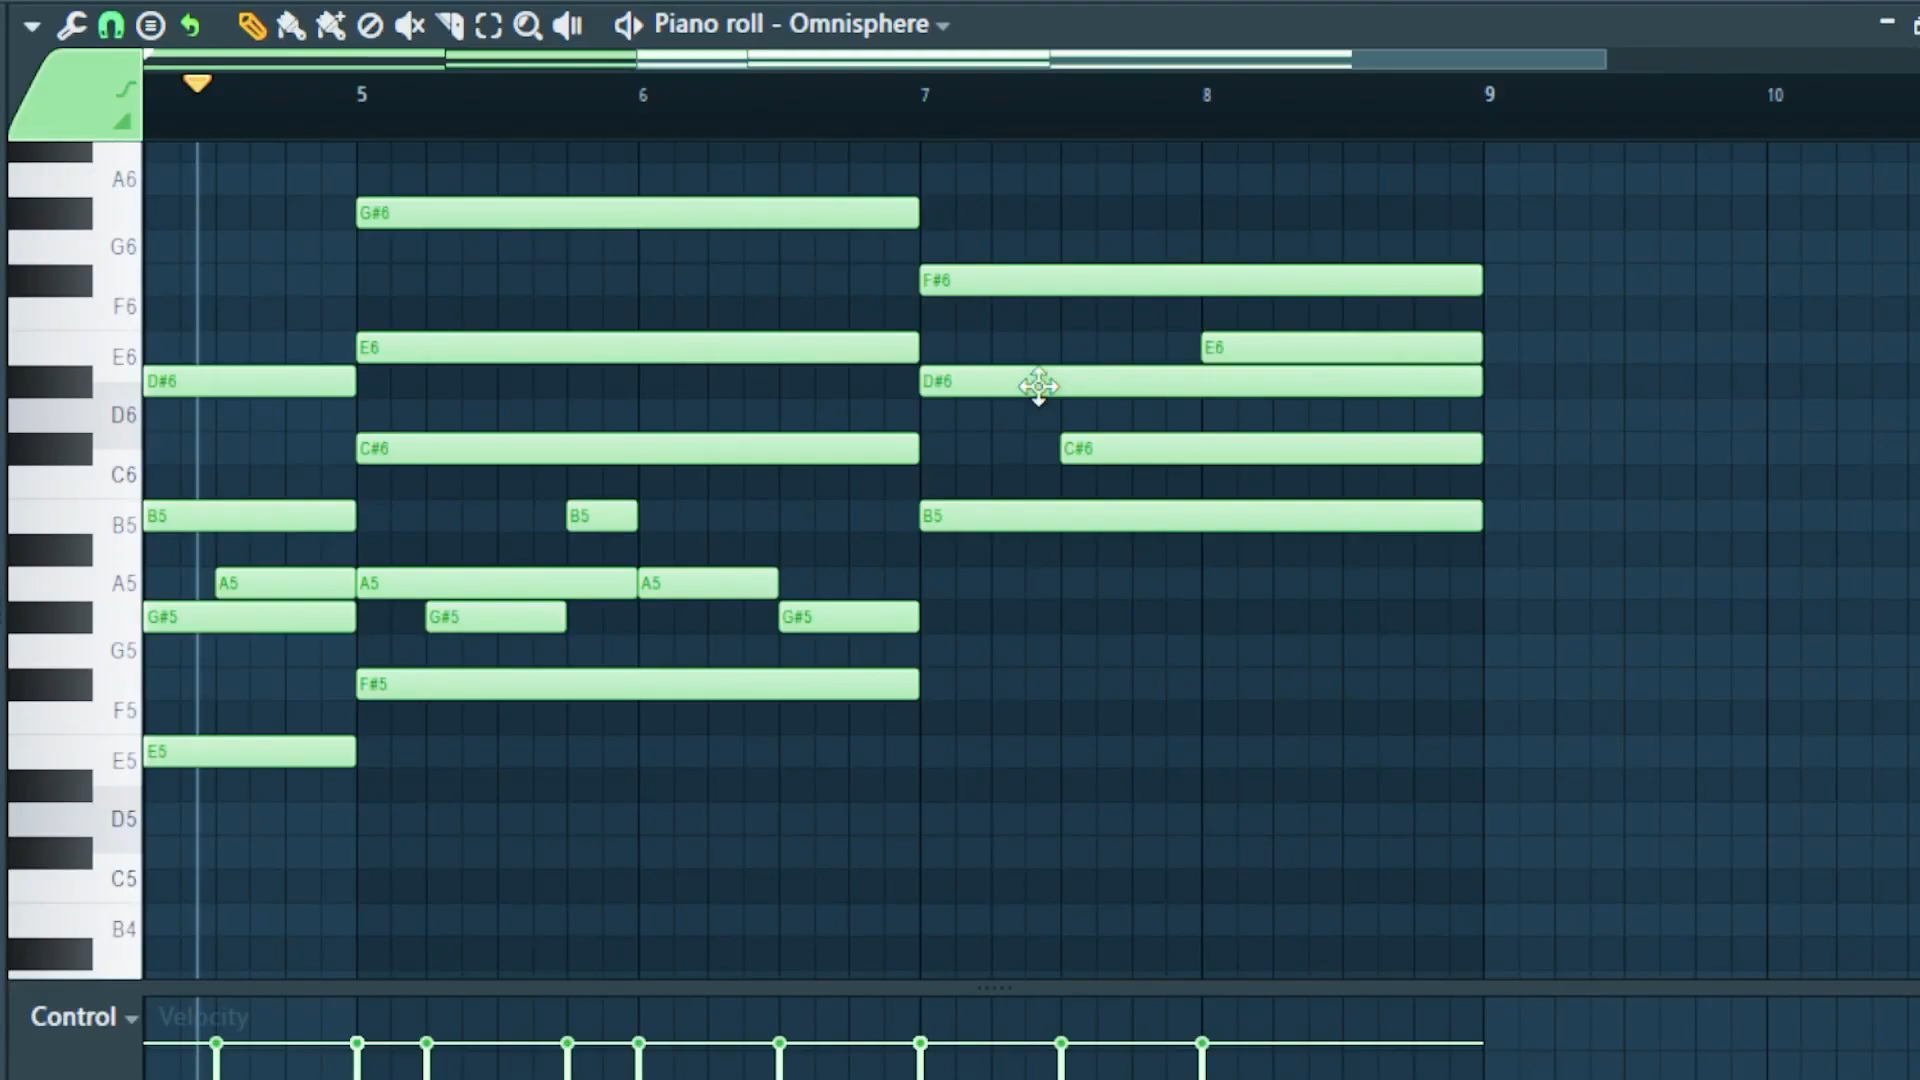 Piano roll - Omnisphere
5 6 7 8 9 10
A6
G#6
G6
F#6
F6
E6 E6 E6
D#6 D#6
D6
C#6 C#6
C6
B5 B5 B5 B5
A5 A5 A5 A5
G#5 G#5 G#5
G5
F#5
F5
E5 E5
D5
C5
B4
Control Velocity